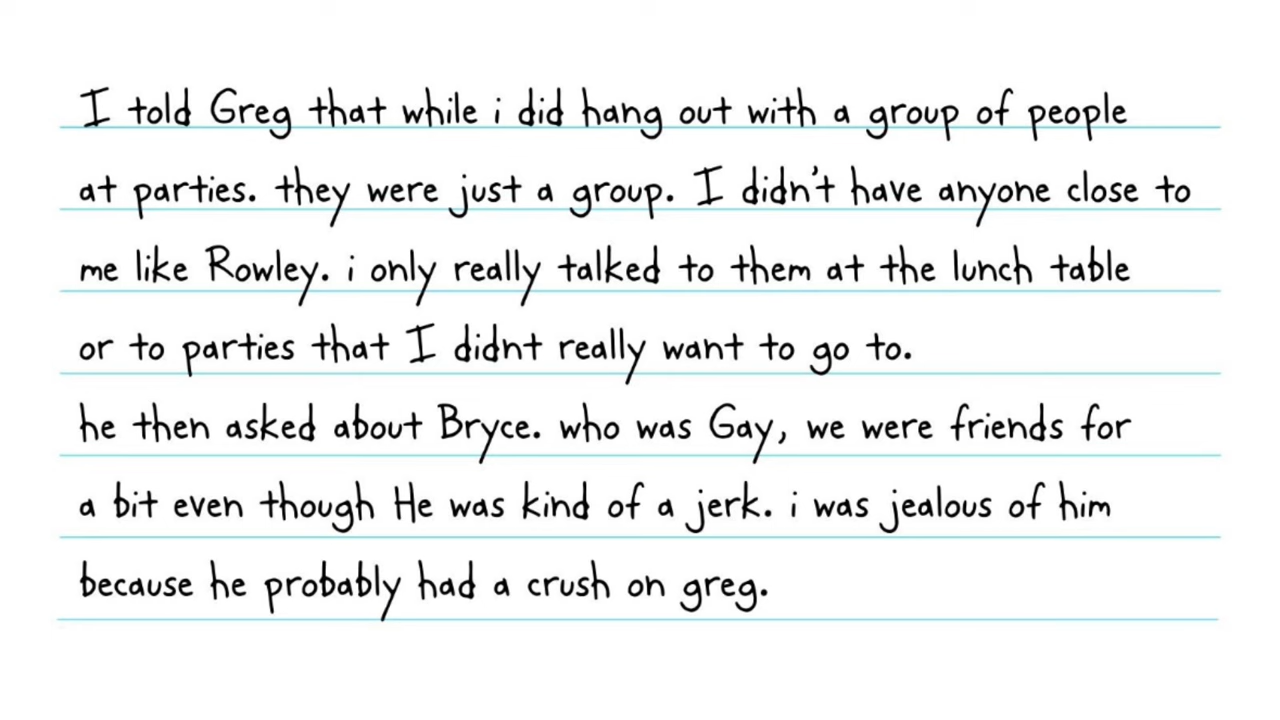 I told Greg that while i did hang out with a group of people
at parties. they were just a group. I didn't have anyone close to
me like Rowley. i only really talked to them at the lunch table
or to parties that I didnt really want to go to.
he then asked about Bryce. who was Gay, we were friends for
a bit even though He was kind of a jerk. i was jealous of him
because he probably had a crush on greg.